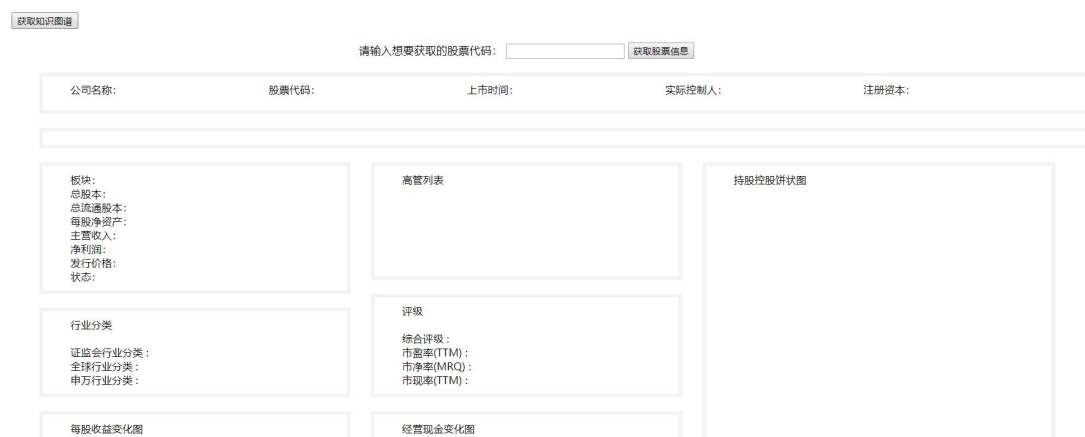 获取知识图谱
请输入想要获取的股票代码： 获取股票信息
公司名称： 股票代码： 上市时间： 实际控制人： 注册资本：
板块：
总股本：
总流通股本：
每股净资产：
主营收入：
净利润：
发行价格：
状态：
高管列表
持股控股饼状图
行业分类
证监会行业分类：
全球行业分类：
申万行业分类：
评级
综合评级：
市盈率(TTM)：
市净率(MRQ)：
市现率(TTM)：
每股收益变化图
经营现金变化图